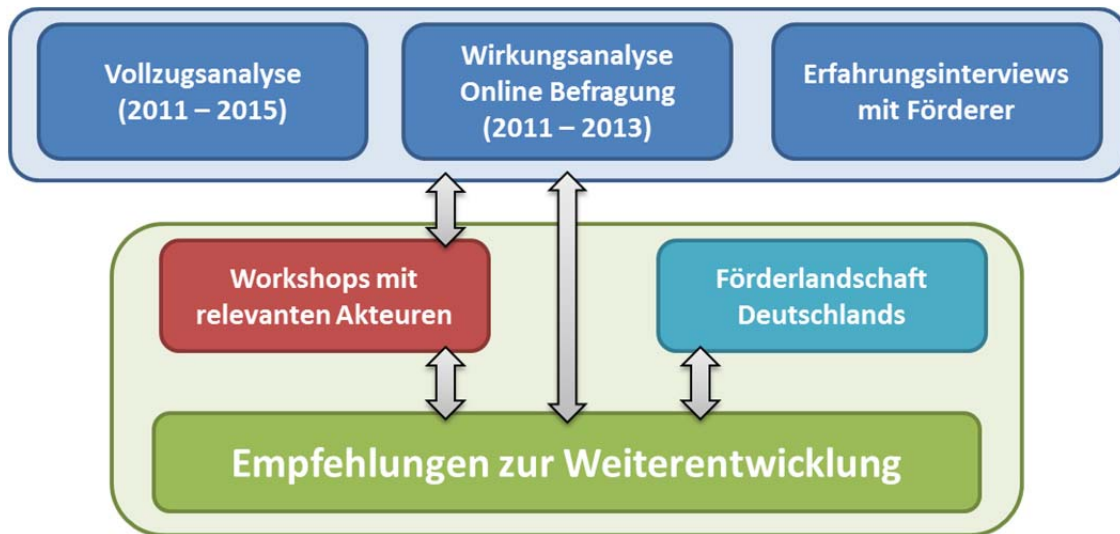 Vollzugsanalyse
(2011 – 2015)
Wirkungsanalyse
Online Befragung
(2011 – 2013)
Erfahrungsinterviews
mit Förderer
Workshops mit
relevanten Akteuren
Förderlandschaft
Deutschlands
Empfehlungen zur Weiterentwicklung